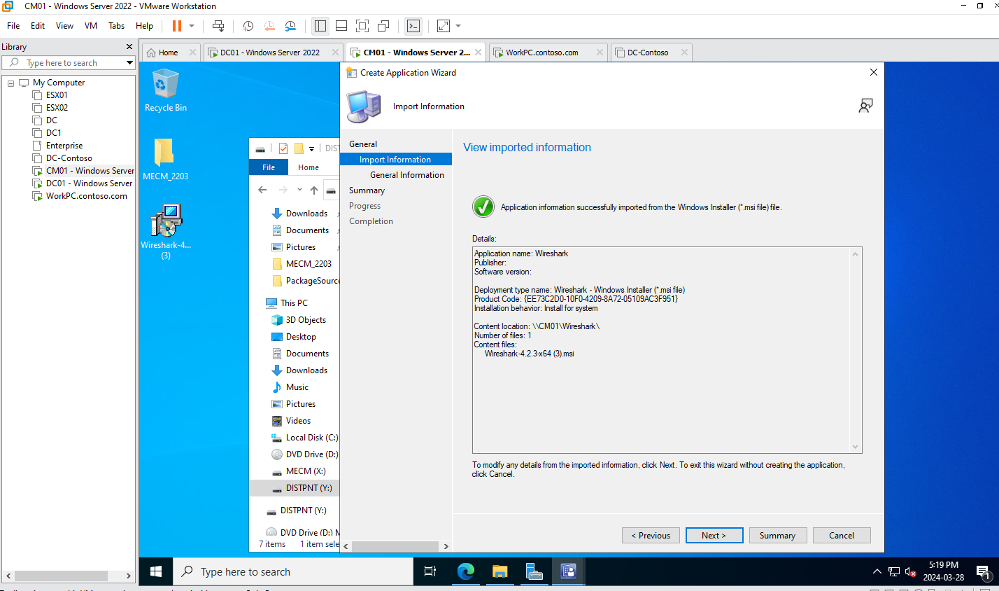 CM01 - Windows Server 2022 - VMware Workstation
File Edit View VM Tabs Help
Library
Type here to search
My Computer
ESX01
ESX02
DC
DC1
Enterprise
DC-Contoso
CM01 - Windows Server
DC01 - Windows Server
WorkPC.contoso.com
Home
DC01 - Windows Server 2022
CM01 - Windows Server 2...
WorkPC.contoso.com
DC-Contoso
Recycle Bin
MECM_2203
Wireshark-4...
(3)
DIST
File Home
Downloads
Documents
Pictures
MECM_2203
PackageSource
This PC
3D Objects
Desktop
Documents
Downloads
Music
Pictures
Videos
Local Disk (C:)
DVD Drive (D:)
MECM (X:)
DISTPNT (Y:)
DISTPNT (Y:)
DVD Drive (D:) M
7 items 1 item sele
Create Application Wizard
Import Information
General
Import Information
General Information
Summary
Progress
Completion
View imported information
Application information successfully imported from the Windows Installer (*.msi file) file.
Details:
Application name: Wireshark
Publisher:
Software version:
Deployment type name: Wireshark - Windows Installer (*.msi file)
Product Code: {EE73C2D0-10F0-4209-8A72-05109AC3F951}
Installation behavior: Install for system
Content location: \\CM01\Wireshark\
Number of files: 1
Content files:
Wireshark-4.2.3-x64 (3).msi
To modify any details from the imported information, click Next. To exit this wizard without creating the application,
click Cancel.
< Previous Next > Summary Cancel
Type here to search
5:19 PM
2024-03-28
1